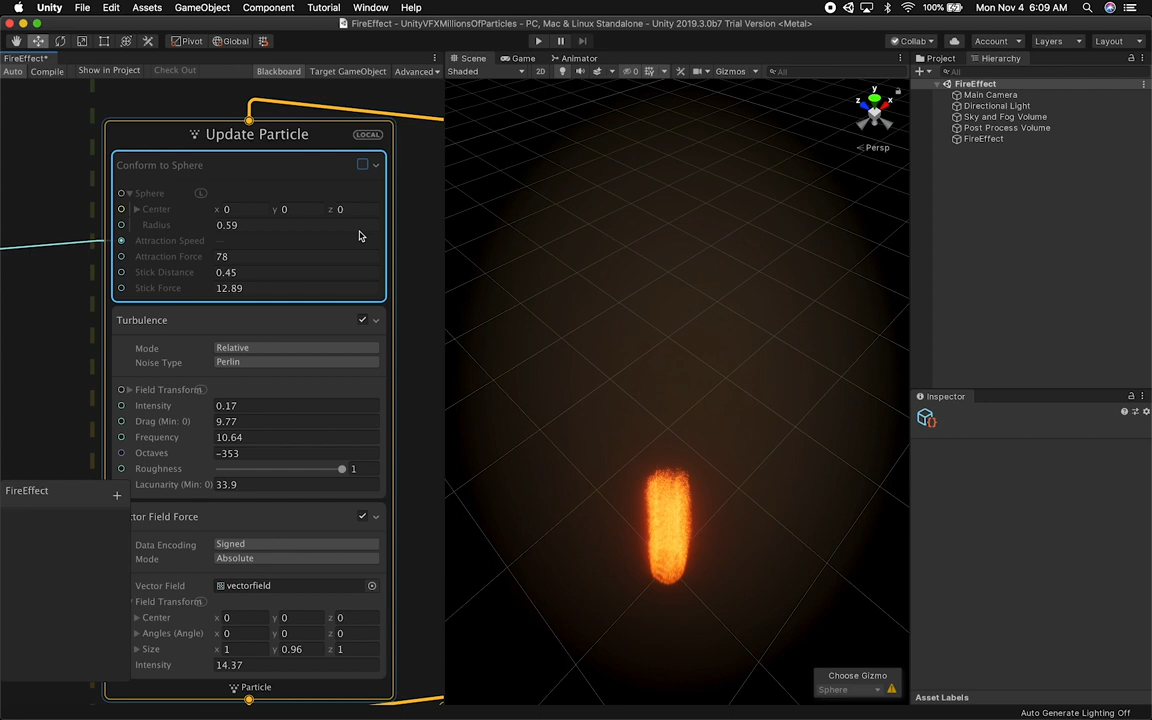 Unity File Edit Assets GameObject Component Tutorial Window Help 100% Mon Nov 4 6:09 AM
FireEffect - UnityVFXMillionsOfParticles - PC, Mac & Linux Standalone - Unity 2019.3.0b7 Trial Version <Metal>
Pivot Global Collab Account Layers Layout
FireEffect* Scene Game Animator Project Hierarchy
Auto Compile Show in Project Check Out Blackboard Target GameObject Advanced Shaded 2D 0 Gizmos All All
FireEffect
Main Camera
Directional Light
Sky and Fog Volume
Post Process Volume
FireEffect
y
z x
Persp
Update Particle LOCAL
Conform to Sphere
Sphere L
Center x 0 y 0 z 0
Radius 0.59
Attraction Speed
Attraction Force 78
Stick Distance 0.45
Stick Force 12.89
Turbulence
Mode Relative
Noise Type Perlin
Field Transform
Intensity 0.17
Drag (Min: 0) 9.77
Frequency 10.64
Octaves -353
Roughness 1
Lacunarity (Min: 0) 33.9
FireEffect +
ctor Field Force
Data Encoding Signed
Mode Absolute
Vector Field vectorfield
Field Transform
Center x 0 y 0 z 0
Angles (Angle) x 0 y 0 z 0
Size x 1 y 0.96 z 1
Intensity 14.37
Particle
Inspector
Choose Gizmo
Sphere
Asset Labels
Auto Generate Lighting Off